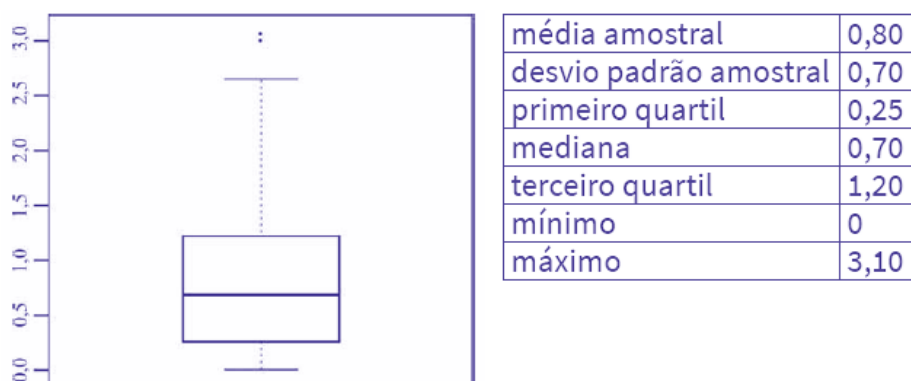 3,0
2,5
2,0
1,5
1,0
0,5
0,0
média amostral 0,80
desvio padrão amostral 0,70
primeiro quartil 0,25
mediana 0,70
terceiro quartil 1,20
mínimo 0
máximo 3,10